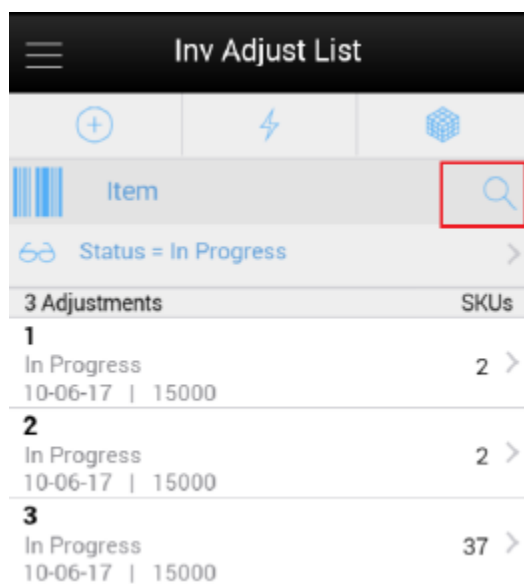 Inv Adjust List
Item
Status = In Progress
3 Adjustments SKUs
1
In Progress 2
10-06-17 | 15000
2
In Progress 2
10-06-17 | 15000
3
In Progress 37
10-06-17 | 15000